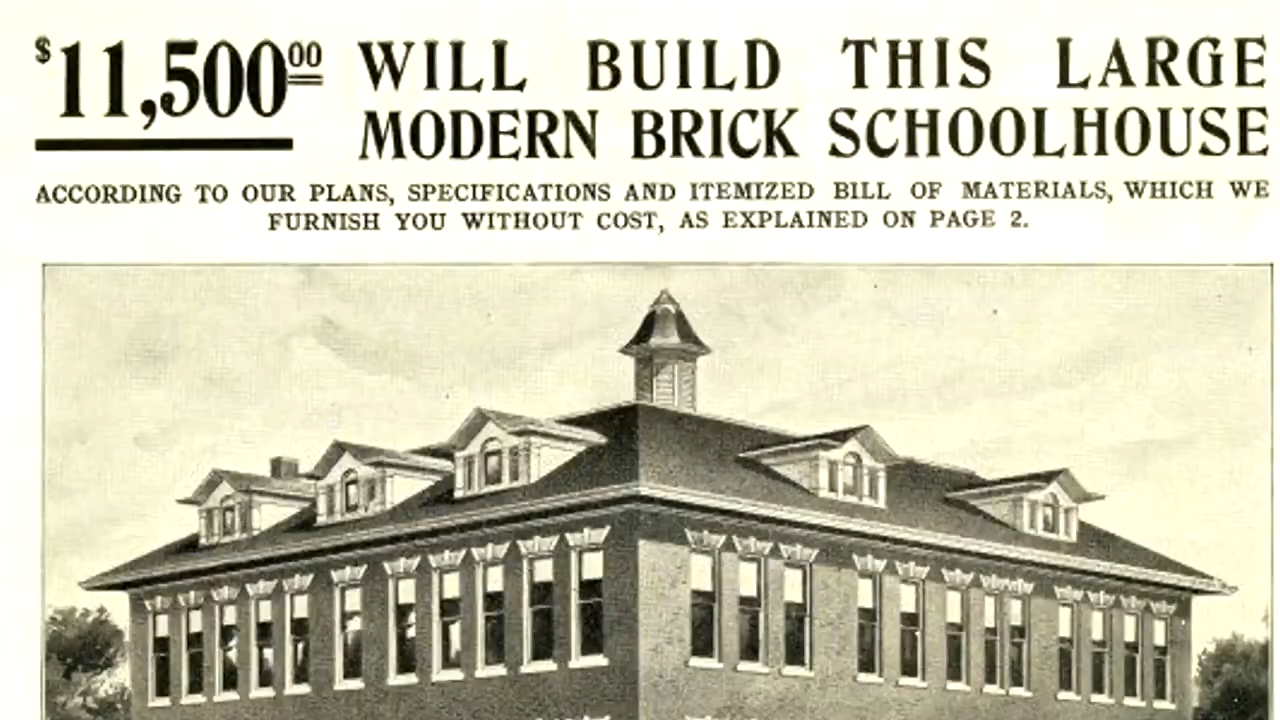 $11,500.00 WILL BUILD THIS LARGE
MODERN BRICK SCHOOLHOUSE
ACCORDING TO OUR PLANS, SPECIFICATIONS AND ITEMIZED BILL OF MATERIALS, WHICH WE
FURNISH YOU WITHOUT COST, AS EXPLAINED ON PAGE 2.